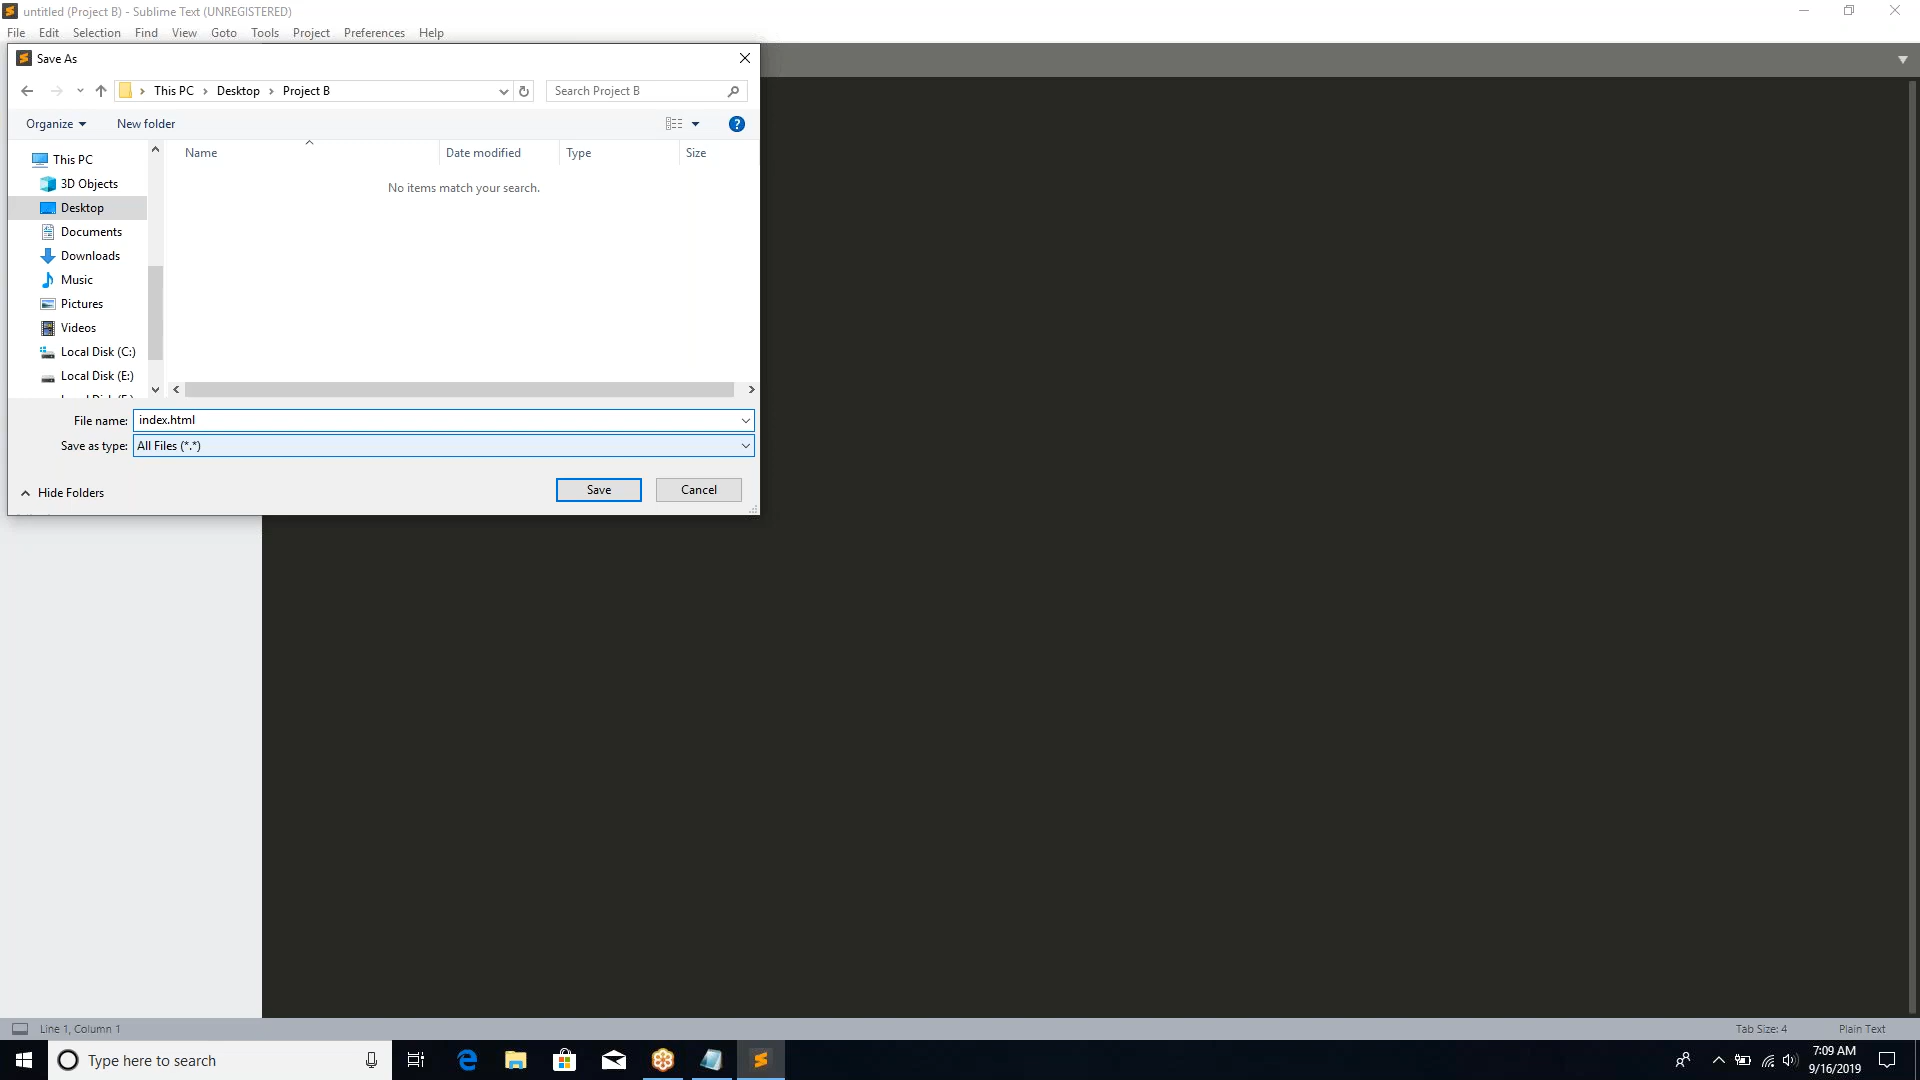 untitled (Project B) - Sublime Text (UNREGISTERED)
File Edit Selection Find View Goto Tools Project Preferences Help
Save As
This PC > Desktop > Project B
Search Project B
Organize
New folder
Name
Date modified
Type
Size
No items match your search.
This PC
3D Objects
Desktop
Documents
Downloads
Music
Pictures
Videos
Local Disk (C:)
Local Disk (E:)
File name: index.html
Save as type: All Files (*.*)
Hide Folders
Save
Cancel
Line 1, Column 1
Tab Size: 4
Plain Text
Type here to search
7:09 AM
9/16/2019